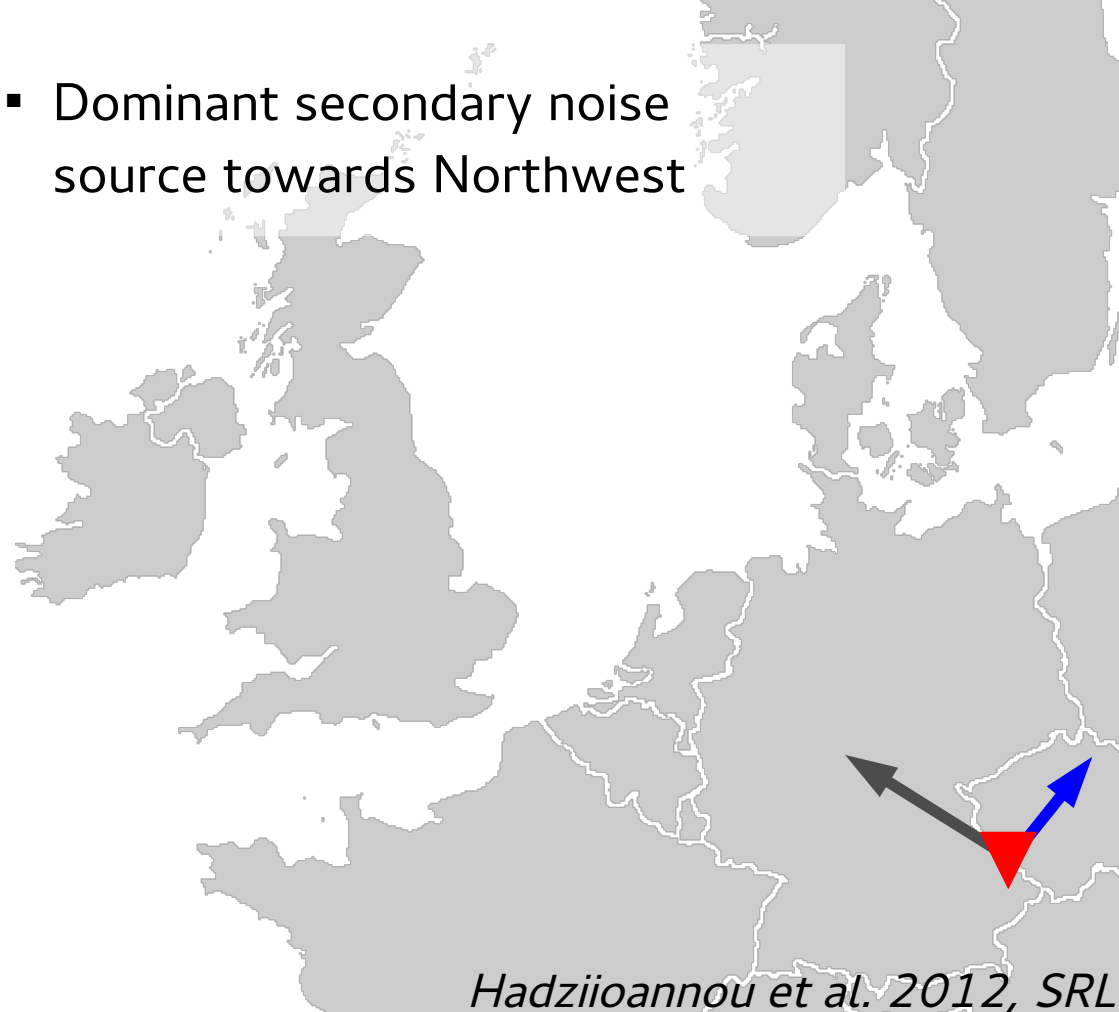 ▪ Dominant secondary noise
source towards Northwest
Hadziioannou et al. 2012, SRL